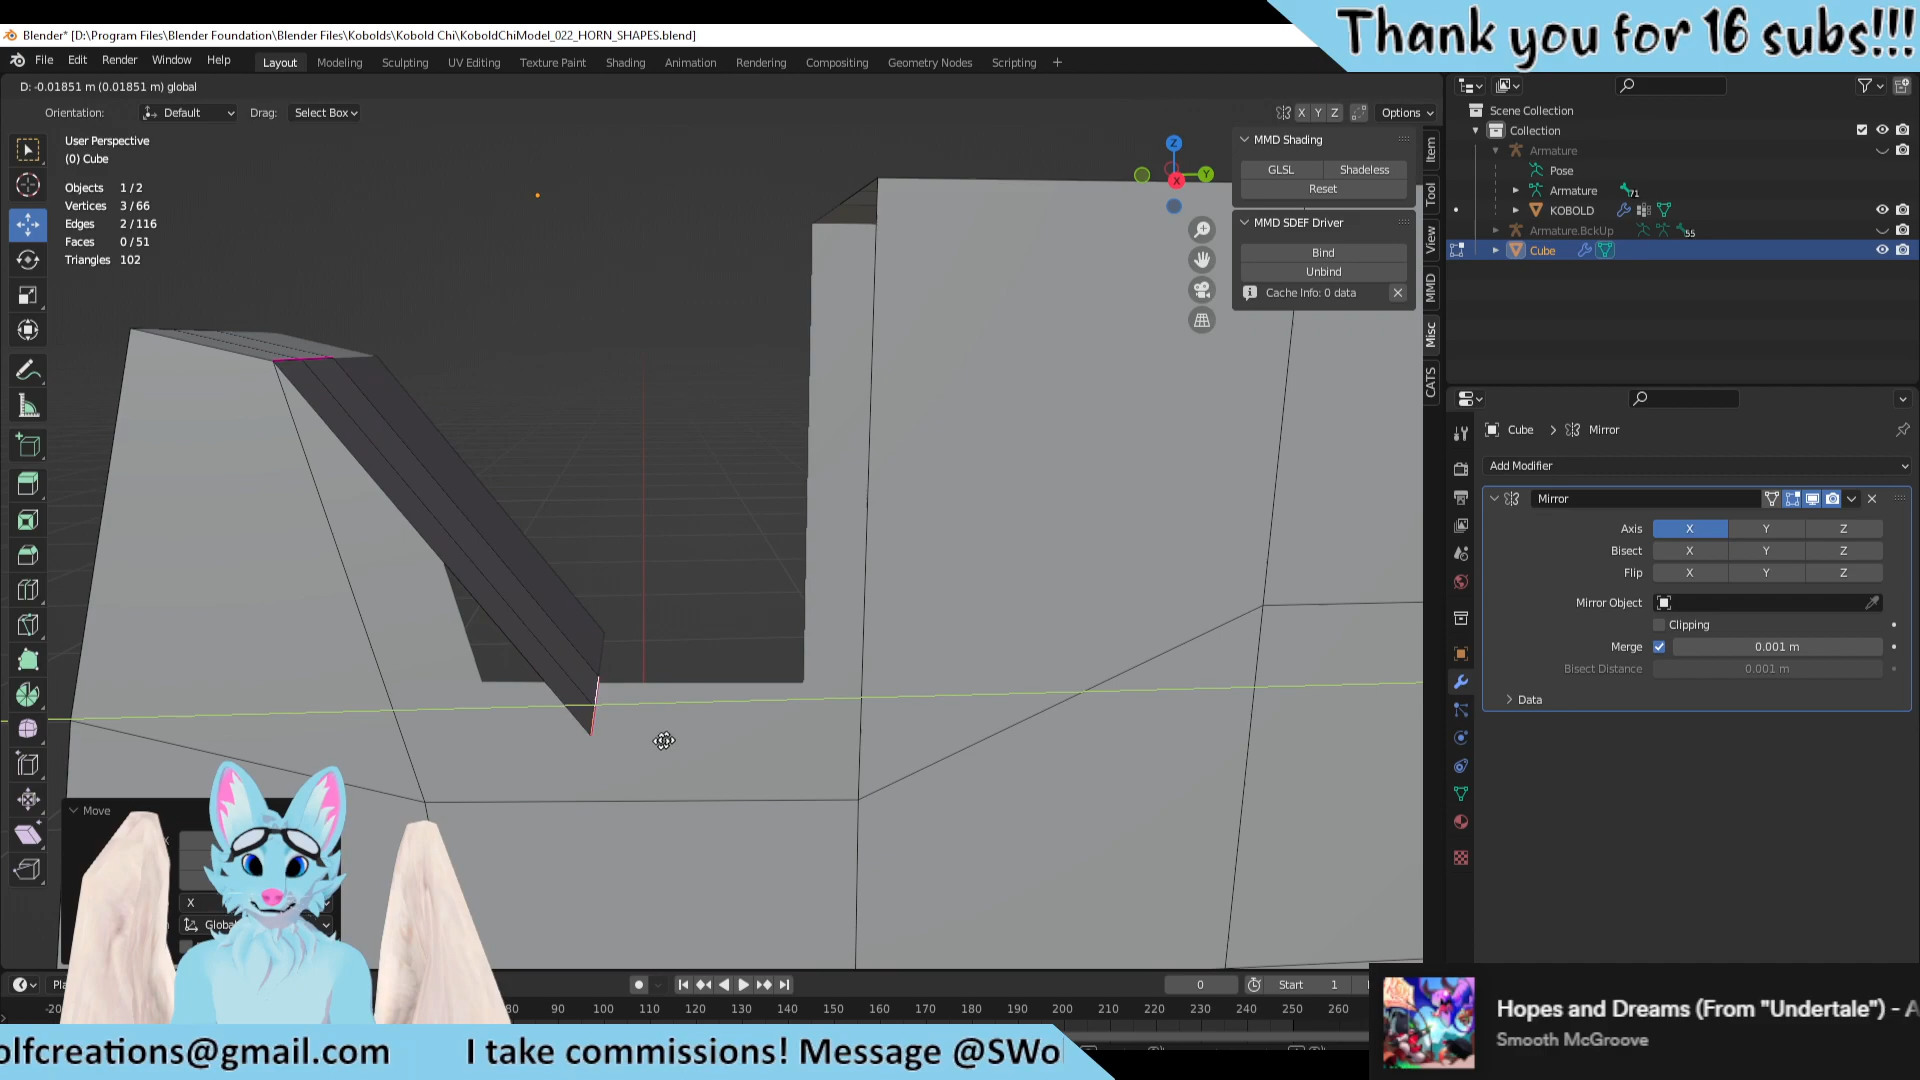 Thank you for 16 subs!!!
Blender* [D:\Program Files\Blender Foundation\Blender Files\Kobolds\Kobold Chi\KoboldChiModel_022_HORN_SHAPES.blend]
File Edit Render Window Help Layout Modeling Sculpting UV Editing Texture Paint Shading Animation Rendering Compositing Geometry Nodes Scripting +
D: -0.01851 m (0.01851 m) global
Orientation: Default Drag: Select Box
X Y Z Options
User Perspective
(0) Cube
Objects 1/2
Vertices 3/66
Edges 2/116
Faces 0/51
Triangles 102
Z
Y
X
MMD Shading
GLSL Shadeless
Reset
MMD SDEF Driver
Bind
Unbind
Cache Info: 0 data
Item
Tool
View
MMD
Misc
CATS
Scene Collection
Collection
Armature
Pose
Armature 71
KOBOLD
Armature.BckUp 55
Cube
Cube > Mirror
Add Modifier
Mirror
Axis X Y Z
Bisect X Y Z
Flip X Y Z
Mirror Object
Clipping
Merge 0.001 m
Bisect Distance 0.001 m
Data
Move
X
Global
0 Start 1
-20 80 90 100 110 120 130 140 150 160 170 180 190 200 210 220 230 240 250 260
olfcreations@gmail.com I take commissions! Message @SWo
Hopes and Dreams (From "Undertale") - A
Smooth McGroove